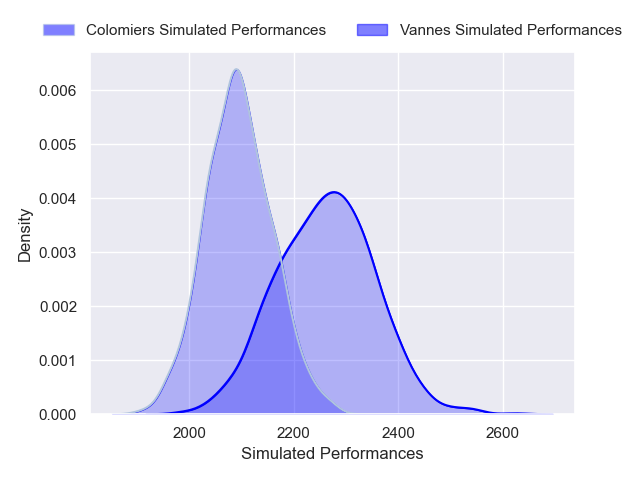 Colomiers Simulated Performances
Vannes Simulated Performances
0.006
0.005
0.004
0.003
0.002
0.001
0.000
Density
2000
2200
2400
2600
Simulated Performances